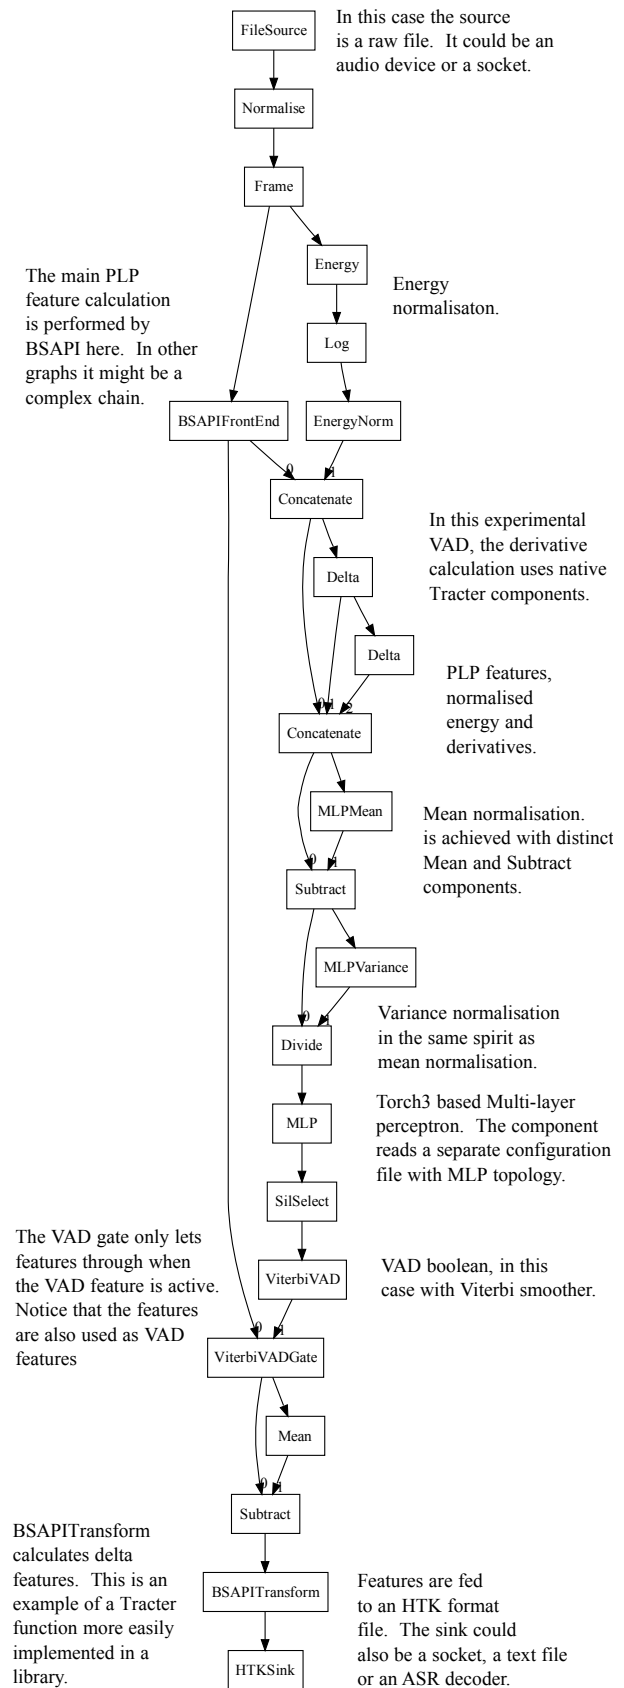 FileSource
In this case the source
is a raw file.  It could be an
audio device or a socket.
Normalise
Frame
Energy
Energy
normalisaton.
The main PLP
feature calculation
is performed by
BSAPI here.  In other
graphs it might be a
complex chain.
Log
BSAPIFrontEnd
EnergyNorm
0
1
Concatenate
In this experimental
VAD, the derivative
calculation uses native
Tracter components.
Delta
Delta
PLP features,
normalised
energy and
derivatives.
0
1
2
Concatenate
MLPMean
Mean normalisation.
is achieved with distinct
Mean and Subtract
components.
0
1
Subtract
MLPVariance
Variance normalisation
in the same spirit as
mean normalisation.
0
1
Divide
MLP
Torch3 based Multi-layer
perceptron.  The component
reads a separate configuration
file with MLP topology.
SilSelect
The VAD gate only lets
features through when
the VAD feature is active.
Notice that the features
are also used as VAD
features
ViterbiVAD
VAD boolean, in this
case with Viterbi smoother.
0
1
ViterbiVADGate
Mean
0
1
Subtract
BSAPITransform
calculates delta
features.  This is an
example of a Tracter
function more easily
implemented in a
library.
BSAPITransform
Features are fed
to an HTK format
file.  The sink could
also be a socket, a text file
or an ASR decoder.
HTKSink